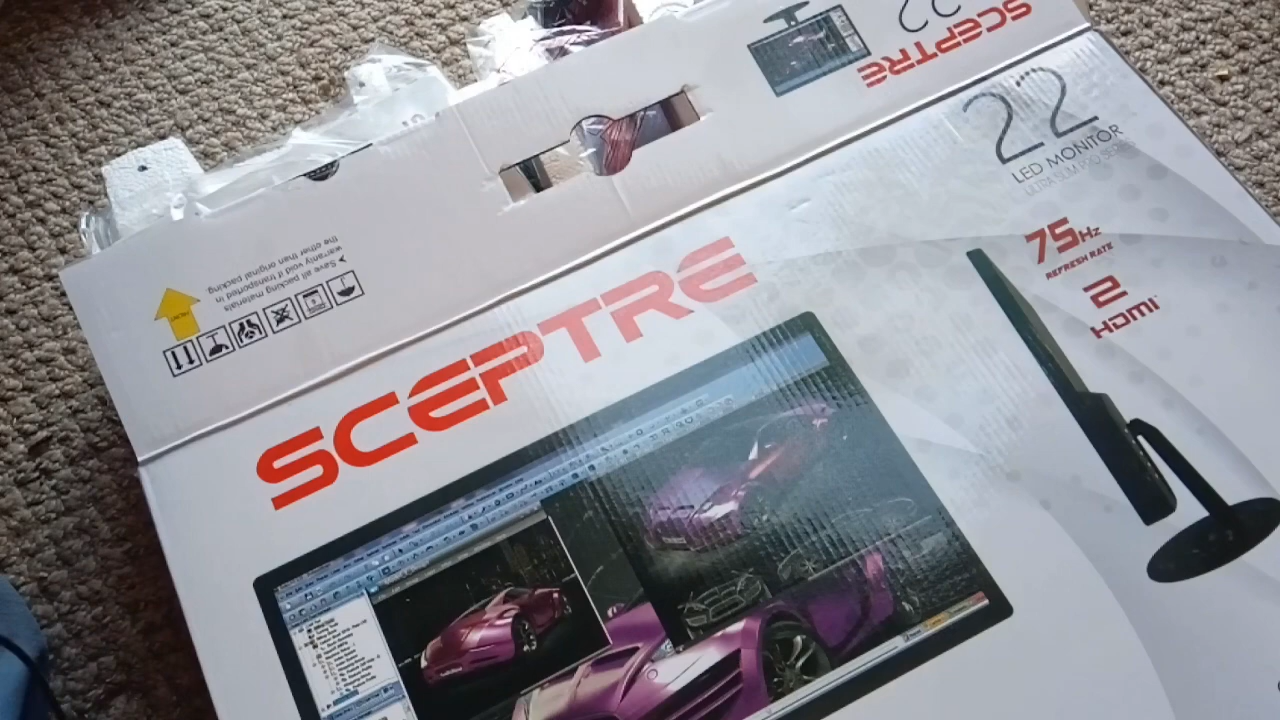 SCEPTRE
22
➤ Save all packing materials
warranty void if transported in
the other than original packing
FRONT
22
LED MONITOR
ULTRA SLIM PRO SERIES
SCEPTRE
75Hz
REFRESH RATE
2
HDMI